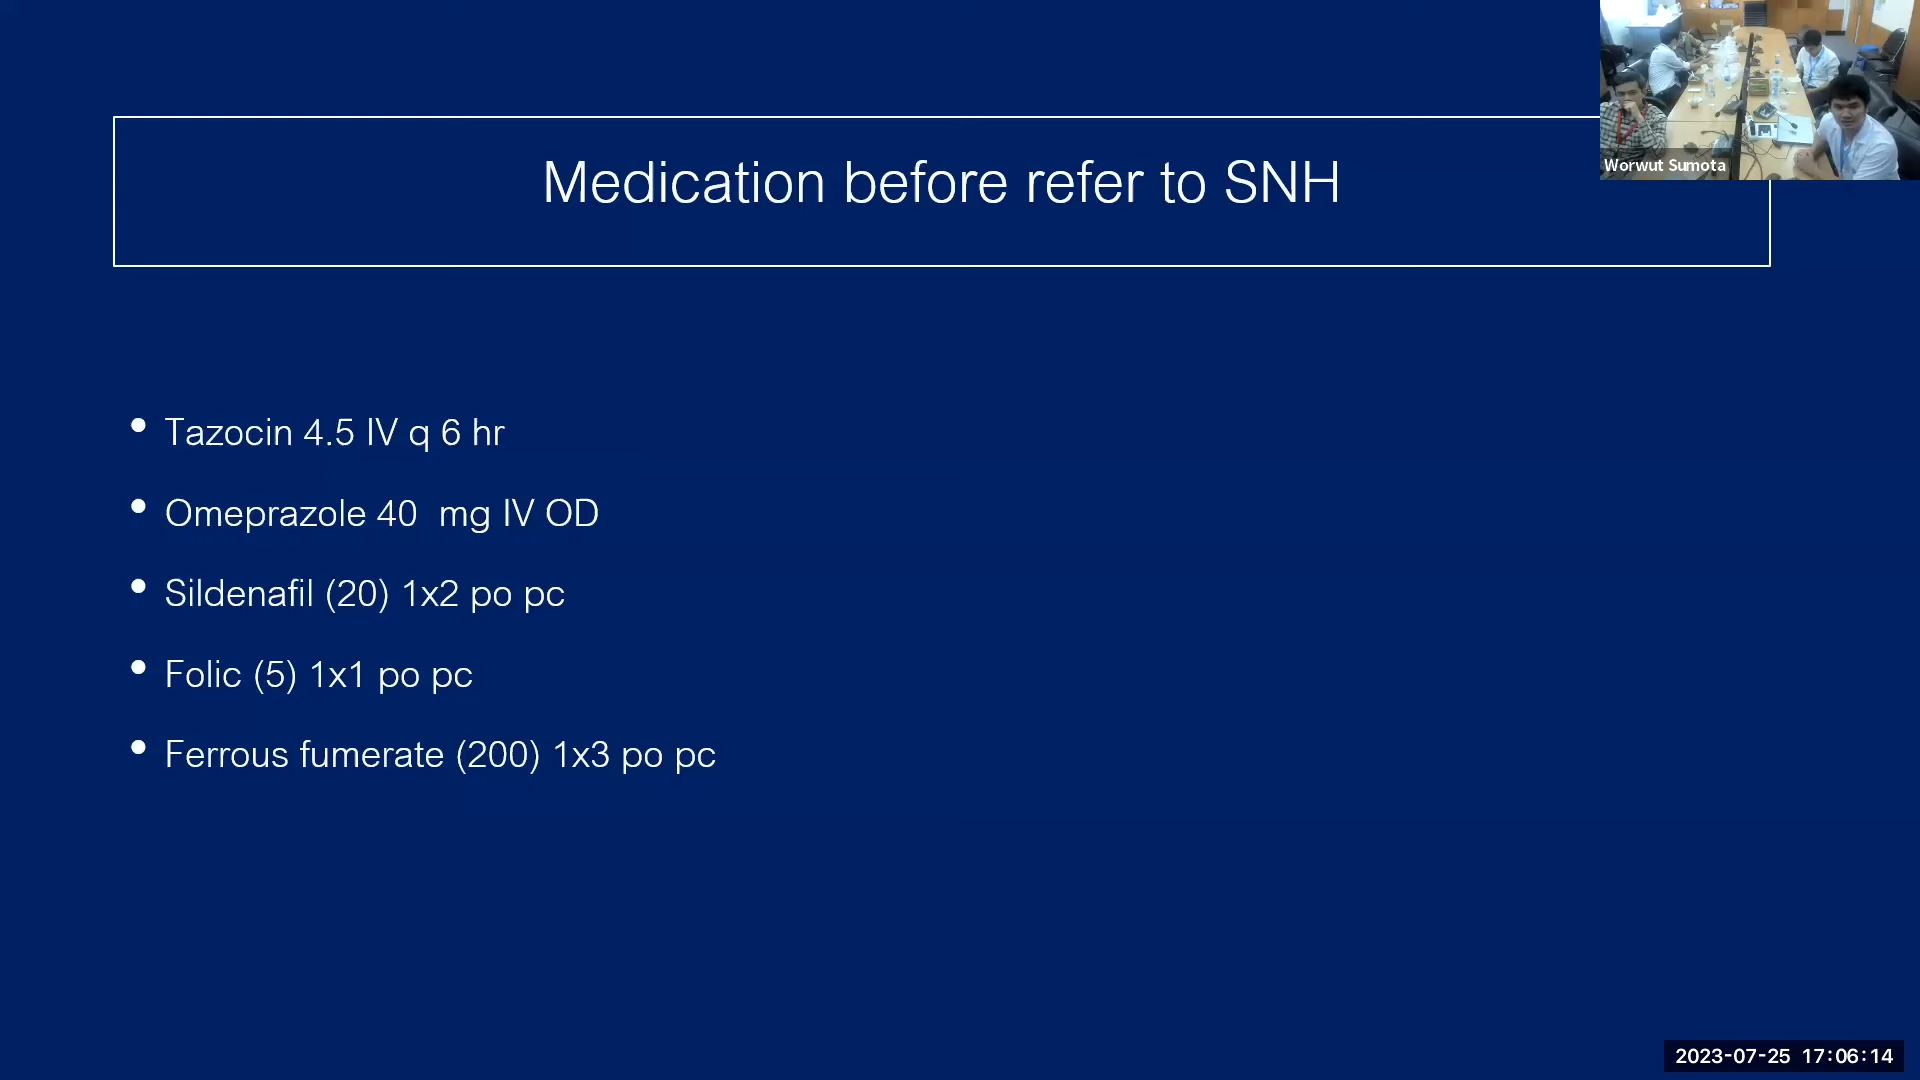 Medication before refer to SNH
Worwut Sumota
• Tazocin 4.5 IV q 6 hr
• Omeprazole 40  mg IV OD
• Sildenafil (20) 1x2 po pc
• Folic (5) 1x1 po pc
• Ferrous fumerate (200) 1x3 po pc
2023-07-25 17:06:14